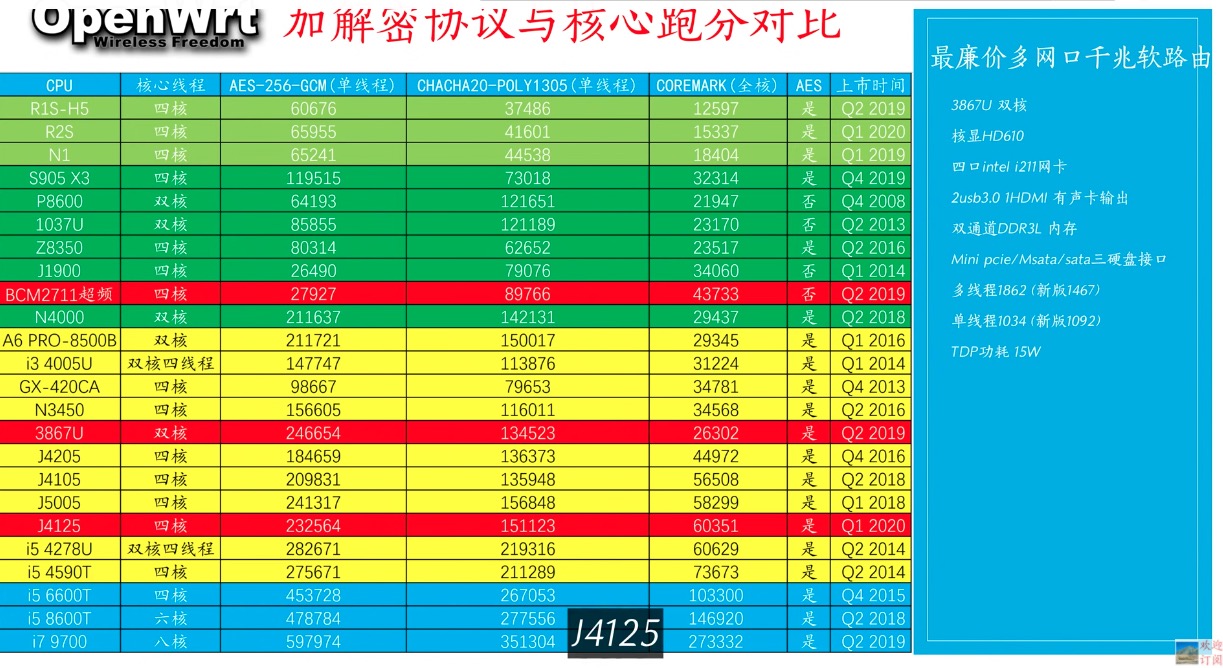 OpenWrt
Wireless Freedom
加解密协议与核心跑分对比
CPU 核心线程 AES-256-GCM(单线程) CHACHA20-POLY1305(单线程) COREMARK(全核) AES 上市时间
R1S-H5 四核 60676 37486 12597 是 Q2 2019
R2S 四核 65955 41601 15337 是 Q1 2020
N1 四核 65241 44538 18404 是 Q1 2019
S905 X3 四核 119515 73018 32314 是 Q4 2019
P8600 双核 64193 121651 21947 否 Q4 2008
1037U 双核 85855 121189 23170 否 Q2 2013
Z8350 四核 80314 62652 23517 是 Q2 2016
J1900 四核 26490 79076 34060 否 Q1 2014
BCM2711超频 四核 27927 89766 43733 否 Q2 2019
N4000 双核 211637 142131 29437 是 Q2 2018
A6 PRO-8500B 双核 211721 150017 29345 是 Q1 2016
i3 4005U 双核四线程 147747 113876 31224 是 Q1 2014
GX-420CA 四核 98667 79653 34781 是 Q4 2013
N3450 四核 156605 116011 34568 是 Q2 2016
3867U 双核 246654 134523 26302 是 Q2 2019
J4205 四核 184659 136373 44972 是 Q4 2016
J4105 四核 209831 135948 56508 是 Q2 2018
J5005 四核 241317 156848 58299 是 Q1 2018
J4125 四核 232564 151123 60351 是 Q1 2020
i5 4278U 双核四线程 282671 219316 60629 是 Q2 2014
i5 4590T 四核 275671 211289 73673 是 Q2 2014
i5 6600T 四核 453728 267053 103300 是 Q4 2015
i5 8600T 六核 478784 277556 146920 是 Q2 2018
i7 9700 八核 597974 351304 273332 是 Q2 2019
J4125
最廉价多网口千兆软路由
3867U 双核
核显HD610
四口intel i211网卡
2usb3.0 1HDMI 有声卡输出
双通道DDR3L 内存
Mini pcie/Msata/sata三硬盘接口
多线程1862 (新版1467)
单线程1034 (新版1092)
TDP功耗 15W
欢迎
订阅